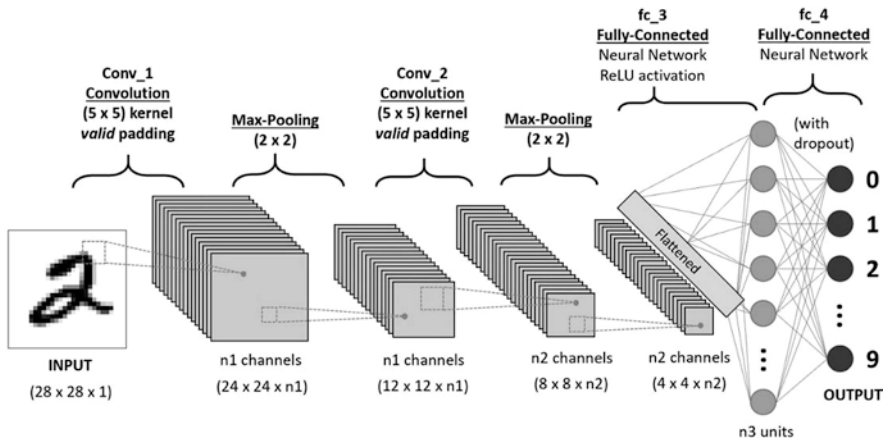 fc_3
Fully-Connected
Neural Network
ReLU activation
fc_4
Fully-Connected
Neural Network
Conv_1
Convolution
(5 x 5) kernel
valid padding
Max-Pooling
(2 x 2)
Conv_2
Convolution
(5 x 5) kernel
valid padding
Max-Pooling
(2 x 2)
(with
dropout)
Flattened
0
1
2
9
INPUT
(28 x 28 x 1)
n1 channels
(24 x 24 x n1)
n1 channels
(12 x 12 x n1)
n2 channels
(8 x 8 x n2)
n2 channels
(4 x 4 x n2)
OUTPUT
n3 units
2